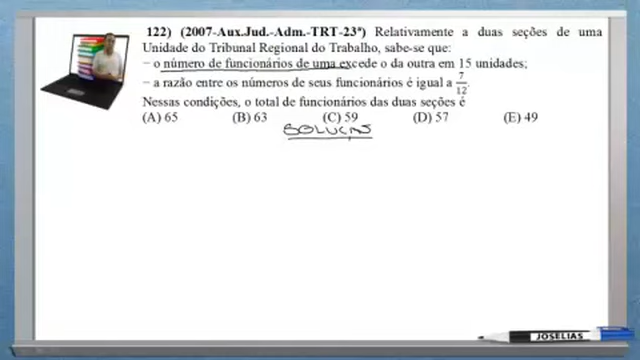 122) (2007-Aux.Jud.-Adm.-TRT-23ª) Relativamente a duas seções de uma
Unidade do Tribunal Regional do Trabalho, sabe-se que:
− o número de funcionários de uma excede o da outra em 15 unidades;
− a razão entre os números de seus funcionários é igual a 7/12.
Nessas condições, o total de funcionários das duas seções é
(A) 65 (B) 63 (C) 59 (D) 57 (E) 49
SOLUÇÃO
JOSELIAS